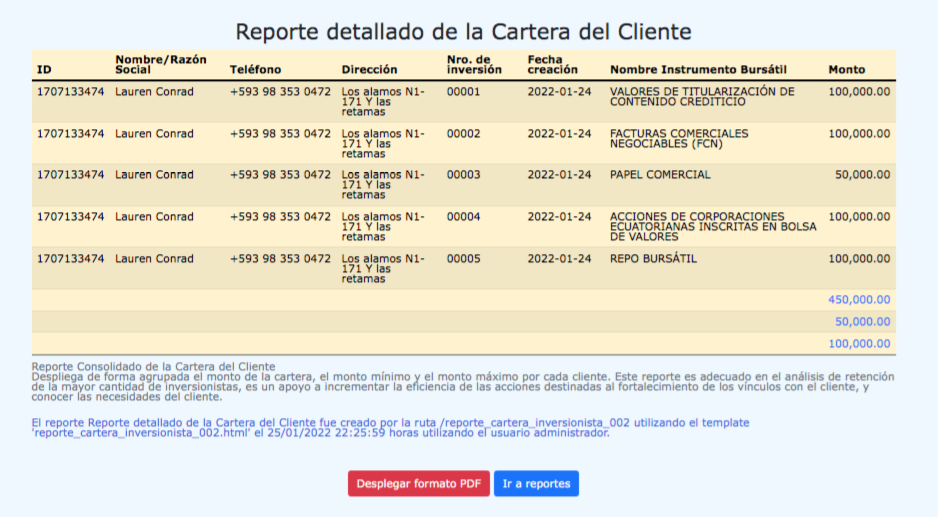 Reporte detallado de la Cartera del Cliente
ID Nombre/Razón Social Teléfono Dirección Nro. de inversión Fecha creación Nombre Instrumento Bursátil Monto
1707133474 Lauren Conrad +593 98 353 0472 Los alamos N1-171 Y las retamas 00001 2022-01-24 VALORES DE TITULARIZACIÓN DE CONTENIDO CREDITICIO 100,000.00
1707133474 Lauren Conrad +593 98 353 0472 Los alamos N1-171 Y las retamas 00002 2022-01-24 FACTURAS COMERCIALES NEGOCIABLES (FCN) 100,000.00
1707133474 Lauren Conrad +593 98 353 0472 Los alamos N1-171 Y las retamas 00003 2022-01-24 PAPEL COMERCIAL 50,000.00
1707133474 Lauren Conrad +593 98 353 0472 Los alamos N1-171 Y las retamas 00004 2022-01-24 ACCIONES DE CORPORACIONES ECUATORIANAS INSCRITAS EN BOLSA DE VALORES 100,000.00
1707133474 Lauren Conrad +593 98 353 0472 Los alamos N1-171 Y las retamas 00005 2022-01-24 REPO BURSÁTIL 100,000.00
450,000.00
50,000.00
100,000.00
Reporte Consolidado de la Cartera del Cliente
Despliega de forma agrupada el monto de la cartera, el monto mínimo y el monto máximo por cada cliente. Este reporte es adecuado en el análisis de retención
de la mayor cantidad de inversionistas, es un apoyo a incrementar la eficiencia de las acciones destinadas al fortalecimiento de los vínculos con el cliente, y
conocer las necesidades del cliente.
El reporte Reporte detallado de la Cartera del Cliente fue creado por la ruta /reporte_cartera_inversionista_002 utilizando el template
'reporte_cartera_inversionista_002.html' el 25/01/2022 22:25:59 horas utilizando el usuario administrador.
Desplegar formato PDF Ir a reportes